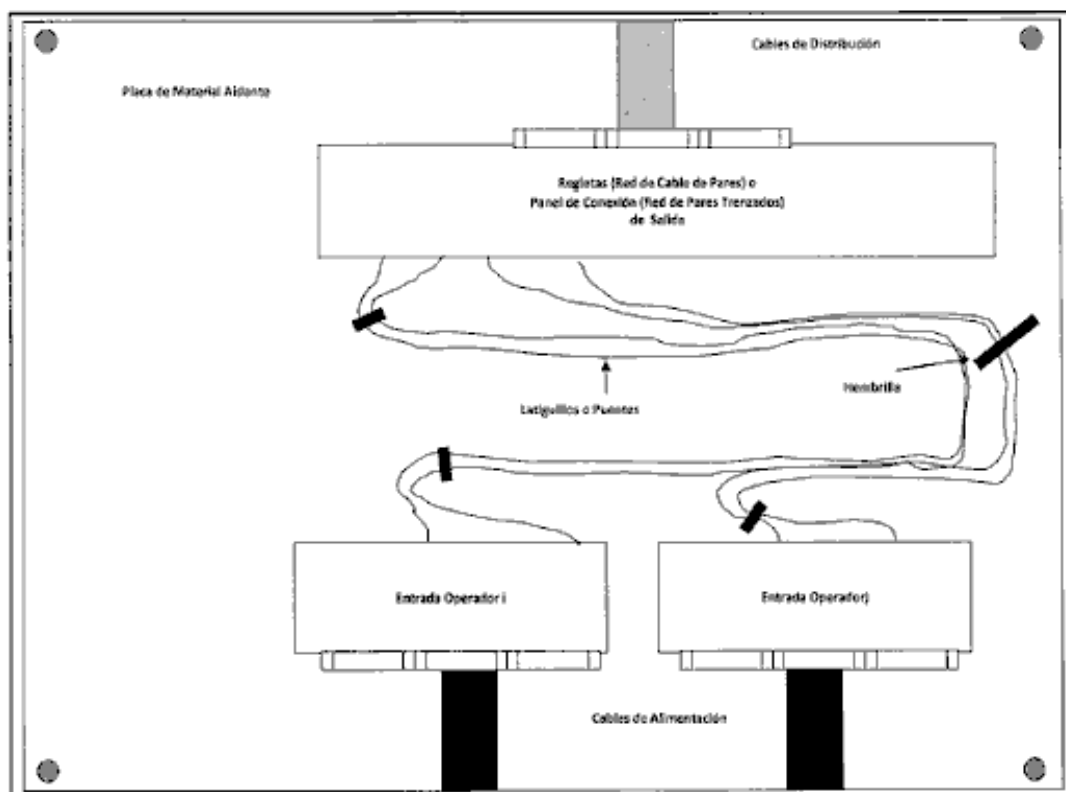 Cables de Distribución
Placa de Material Aislante
Regletas (Red de Cable de Pares) o
Panel de Conexión (Red de Pares Trenzados)
de Salida
Hembrilla
Latiguillos o Puentes
Entrada Operador i
Entrada Operador j
Cables de Alimentación